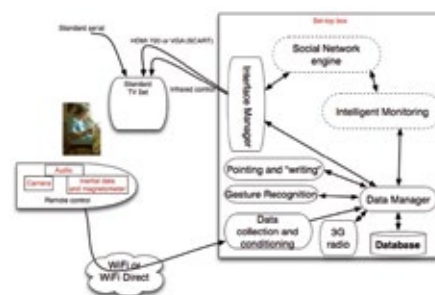 Set-top box
Standard aerial
HDMI or VGA (SCART)
Infrared control
Standard
TV Set
Interface Manager
Social Network
engine
Intelligent Monitoring
Pointing and "writing"
Gesture Recognition
Data
collection and
conditioning
3G
radio
Data Manager
Database
Audio
Camera
Inertial data
and magnetometer
Remote control
WiFi or
WiFi Direct